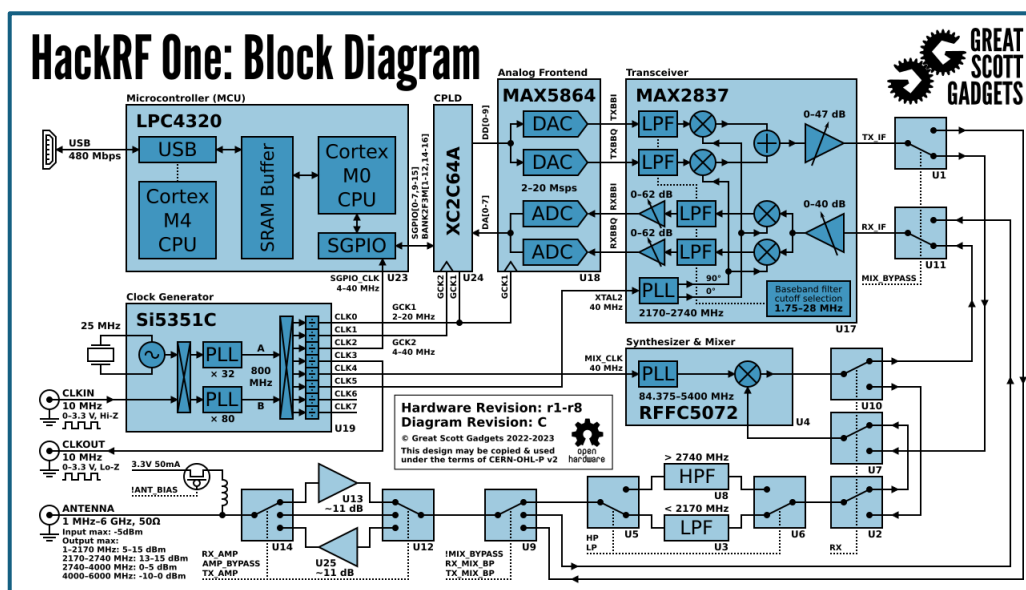 HackRF One: Block Diagram
GREAT
SCOTT
GADGETS
Microcontroller (MCU)
LPC4320
USB
480 Mbps
USB
Cortex
M4
CPU
SRAM Buffer
Cortex
M0
CPU
SGPIO
SGPIO_CLK
4–40 MHz
U23
SGPIO[0-7,9-15]
BANK2F3M[1-12,14-16]
CPLD
XC2C64A
U24
GCK2
GCK1
DD[0-9]
DA[0-7]
Analog Frontend
MAX5864
DAC
DAC
2–20 Msps
ADC
ADC
U18
GCK1
TXBBI
TXBBQ
RXBBI
RXBBQ
Transceiver
MAX2837
LPF
LPF
0–47 dB
0–62 dB
LPF
0–62 dB
LPF
0–40 dB
PLL
90°
0°
XTAL2
40 MHz
2170–2740 MHz
Baseband filter
cutoff selection
1.75–28 MHz
U17
TX_IF
U1
RX_IF
U11
MIX_BYPASS
Clock Generator
Si5351C
25 MHz
PLL
× 32
A
800
MHz
PLL
× 80
B
U19
CLK0
CLK1
CLK2
CLK3
CLK4
CLK5
CLK6
CLK7
GCK1
2–20 MHz
GCK2
4–40 MHz
CLKIN
10 MHz
0–3.3 V, Hi-Z
CLKOUT
10 MHz
0–3.3 V, Lo-Z
MIX_CLK
40 MHz
Synthesizer & Mixer
PLL
84.375–5400 MHz
RFFC5072
U4
U10
U7
Hardware Revision: r1-r8
Diagram Revision: C
© Great Scott Gadgets 2022-2023
This design may be copied & used
under the terms of CERN-OHL-P v2
open
hardware
3.3V 50mA
!ANT_BIAS
ANTENNA
1 MHz–6 GHz, 50Ω
Input max: -5dBm
Output max:
1–2170 MHz: 5-15 dBm
2170–2740 MHz: 13–15 dBm
2740–4000 MHz: 0–5 dBm
4000–6000 MHz: -10–0 dBm
U14
U13
~11 dB
U25
~11 dB
U12
RX_AMP
AMP_BYPASS
TX_AMP
U9
!MIX_BYPASS
RX_MIX_BP
TX_MIX_BP
U5
HP
LP
> 2740 MHz
HPF
U8
< 2170 MHz
LPF
U3
U6
RX
U2